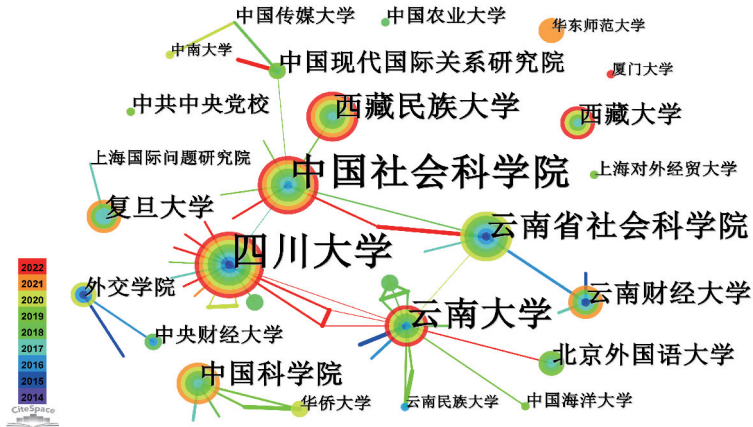 中国传媒大学
中国农业大学
华东师范大学
中南大学
中国现代国际关系研究院
厦门大学
中共中央党校
西藏民族大学
西藏大学
上海国际问题研究院
中国社会科学院
上海对外经贸大学
复旦大学
云南省社会科学院
四川大学
外交学院
云南大学
云南财经大学
中央财经大学
北京外国语大学
中国科学院
华侨大学
云南民族大学
中国海洋大学
2022
2021
2020
2019
2018
2017
2016
2015
2014
CiteSpace